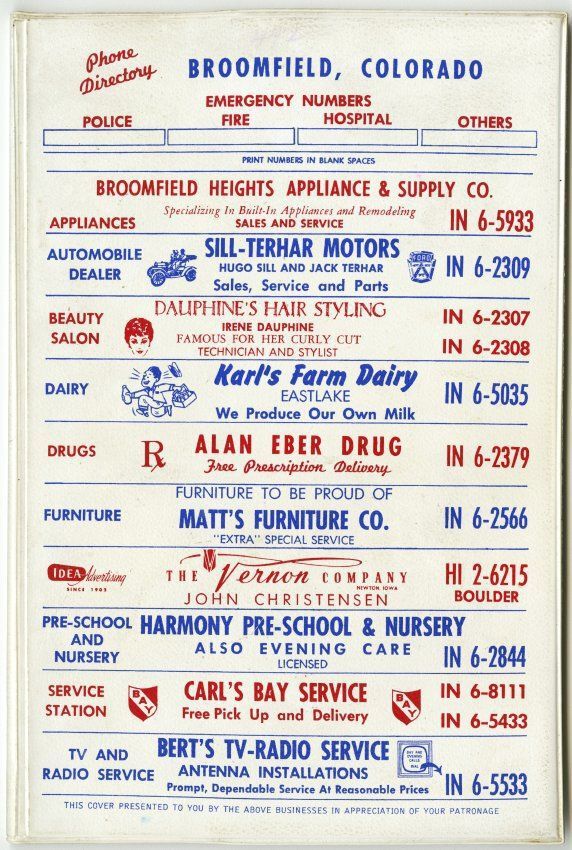 Phone
Directory
BROOMFIELD, COLORADO
EMERGENCY NUMBERS
POLICE FIRE HOSPITAL OTHERS
PRINT NUMBERS IN BLANK SPACES
BROOMFIELD HEIGHTS APPLIANCE & SUPPLY CO.
Specializing In Built-In Appliances and Remodeling
APPLIANCES SALES AND SERVICE IN 6-5933
AUTOMOBILE
DEALER
SILL-TERHAR MOTORS
HUGO SILL AND JACK TERHAR
Sales, Service and Parts
FORD
IN 6-2309
BEAUTY
SALON
DAUPHINE'S HAIR STYLING
IRENE DAUPHINE
FAMOUS FOR HER CURLY CUT
TECHNICIAN AND STYLIST
IN 6-2307
IN 6-2308
DAIRY
Karl's Farm Dairy
EASTLAKE
We Produce Our Own Milk
IN 6-5035
DRUGS
Rx
ALAN EBER DRUG
Free Prescription Delivery
IN 6-2379
FURNITURE
FURNITURE TO BE PROUD OF
MATT'S FURNITURE CO.
"EXTRA" SPECIAL SERVICE
IN 6-2566
IDEA Advertising
SINCE 1903
THE Vernon COMPANY
NEWTON IOWA
JOHN CHRISTENSEN
HI 2-6215
BOULDER
PRE-SCHOOL
AND
NURSERY
HARMONY PRE-SCHOOL & NURSERY
ALSO EVENING CARE
LICENSED
IN 6-2844
SERVICE
STATION
BAY
CARL'S BAY SERVICE
Free Pick Up and Delivery
BAY
IN 6-8111
IN 6-5433
TV AND
RADIO SERVICE
BERT'S TV-RADIO SERVICE
ANTENNA INSTALLATIONS
Prompt, Dependable Service At Reasonable Prices
DAY AND
EVENING
CALLS
DIAL
IN 6-5533
THIS COVER PRESENTED TO YOU BY THE ABOVE BUSINESSES IN APPRECIATION OF YOUR PATRONAGE